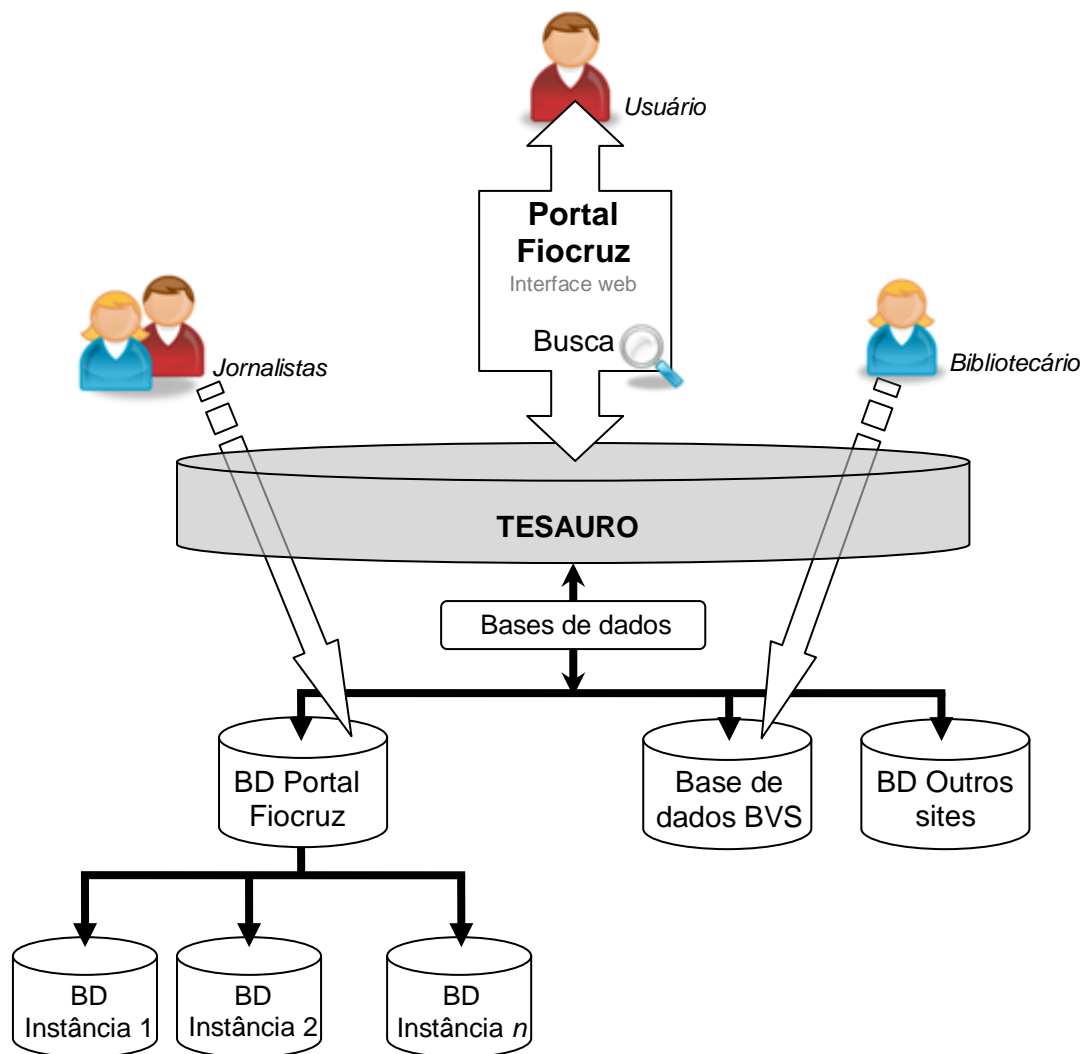 Usuário
Portal
Fiocruz
Interface web
Busca
Jornalistas
Bibliotecário
TESAURO
Bases de dados
BD Portal
Fiocruz
Base de
dados BVS
BD Outros
sites
BD
Instância 1
BD
Instância 2
BD
Instância n